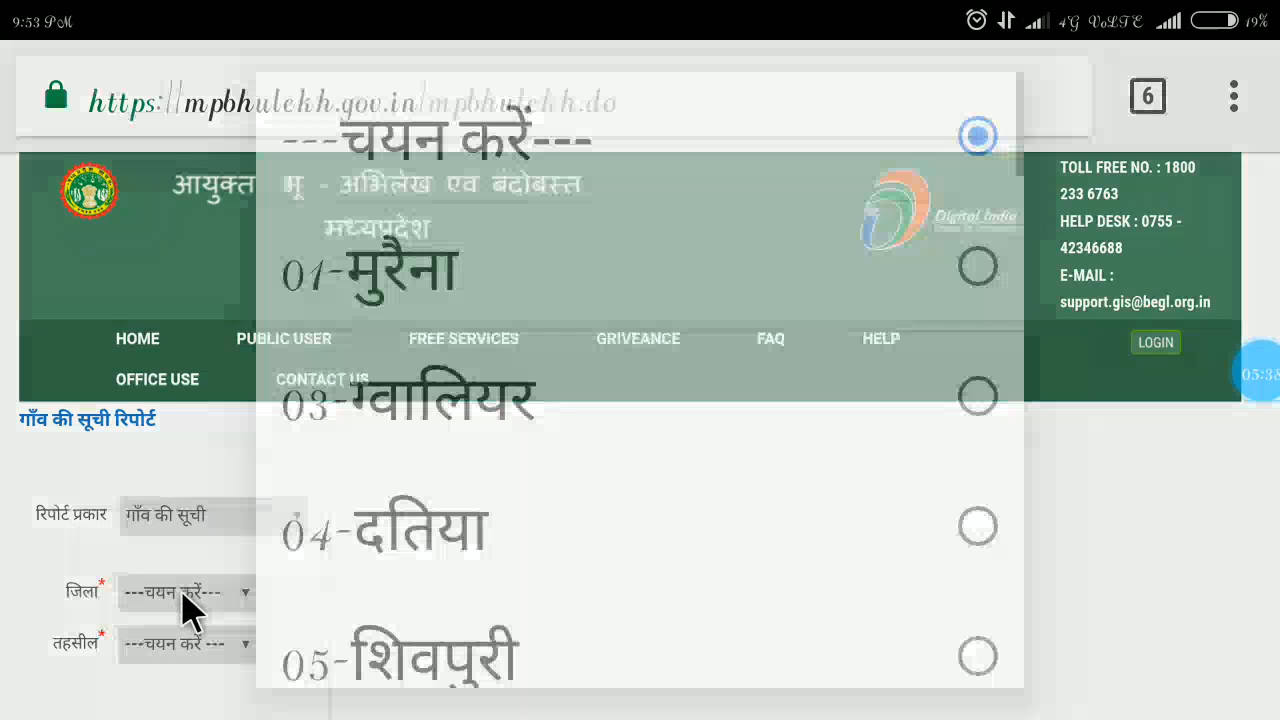 9:53 PM
4G VoLTE 19%
https://mpbhulekh.gov.in/mpbhulekh.do
6
आयुक्त भू - अभिलेख एव बंदोबस्त
मध्यप्रदेश
Digital India
TOLL FREE NO. : 1800
233 6763
HELP DESK : 0755 -
42346688
E-MAIL :
support.gis@begl.org.in
HOME PUBLIC USER FREE SERVICES GRIVEANCE FAQ HELP
LOGIN
OFFICE USE CONTACT US
05:38
गाँव की सूची रिपोर्ट
रिपोर्ट प्रकार गाँव की सूची
जिला* ---चयन करें---
तहसील* ---चयन करें ---
---चयन करें---
01-मुरैना
03-ग्वालियर
04-दतिया
05-शिवपुरी